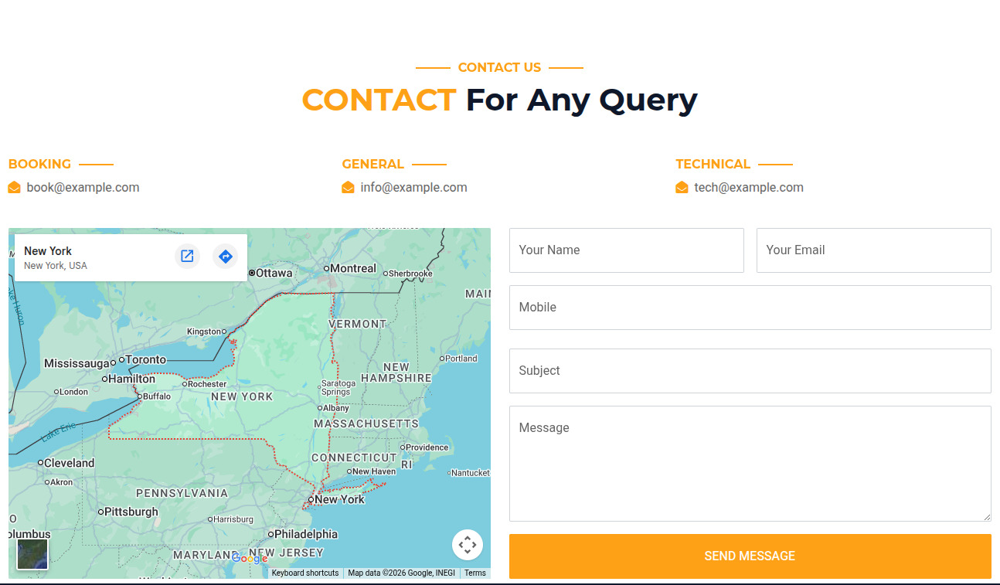 CONTACT US
CONTACT For Any Query
BOOKING
GENERAL
TECHNICAL
book@example.com
info@example.com
tech@example.com
New York
New York, USA
Ottawa
Montreal
Sherbrooke
MAI
Lake Huron
VERMONT
Kingston
Mississauga
Toronto
Portland
NEW
HAMPSHIRE
Hamilton
Rochester
Saratoga
Springs
London
Buffalo
NEW YORK
Albany
MASSACHUSETTS
Lake Erie
Providence
CONNECTICUT
RI
Cleveland
New Haven
Nantucket
Akron
PENNSYLVANIA
New York
Pittsburgh
Harrisburg
O
olumbus
Philadelphia
MARYLAND
NEW JERSEY
Google
Keyboard shortcuts
Map data ©2026 Google, INEGI
Terms
Your Name
Your Email
Mobile
Subject
Message
SEND MESSAGE